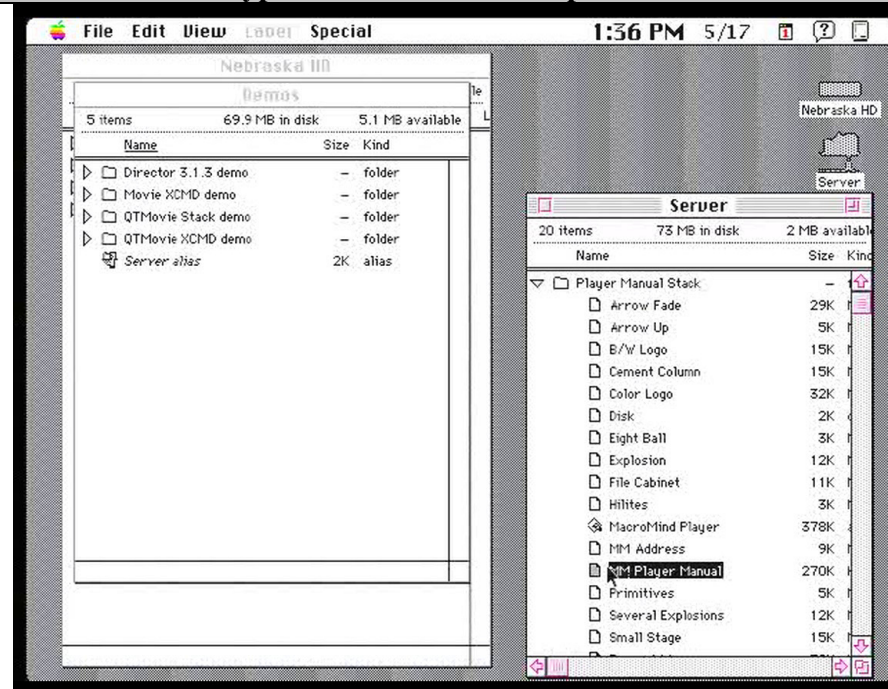 File Edit View Label Special 1:36 PM 5/17
Nebraska HD
Demos
5 items 69.9 MB in disk 5.1 MB available
Name Size Kind
Director 3.1.3 demo – folder
Movie XCMD demo – folder
QTMovie Stack demo – folder
QTMovie XCMD demo – folder
Server alias 2K alias
Nebraska HD
Server
Server
20 items 73 MB in disk 2 MB availabl
Name Size Kind
Player Manual Stack –
Arrow Fade 29K
Arrow Up 5K
B/W Logo 15K
Cement Column 15K
Color Logo 32K
Disk 2K
Eight Ball 3K
Explosion 12K
File Cabinet 11K
Hilites 3K
MacroMind Player 378K
MM Address 9K
MM Player Manual 270K
Primitives 5K
Several Explosions 12K
Small Stage 15K